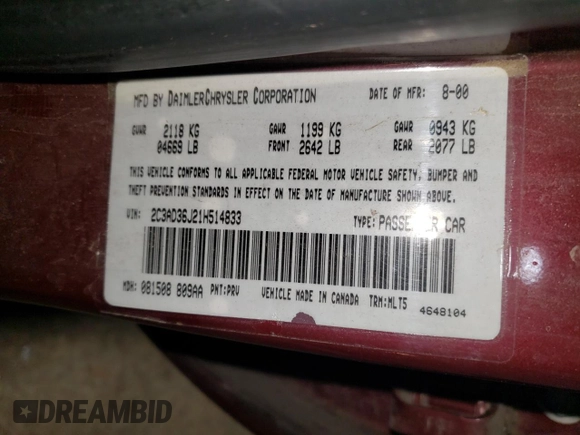 MFD BY DAIMLERCHRYSLER CORPORATION DATE OF MFR: 8-00
GVWR 2118 KG GAWR 1199 KG GAWR 0943 KG
04669 LB FRONT 2642 LB REAR 2077 LB
THIS VEHICLE CONFORMS TO ALL APPLICABLE FEDERAL MOTOR VEHICLE SAFETY, BUMPER AND
THEFT PREVENTION STANDARDS IN EFFECT ON THE DATE OF MANUFACTURE SHOWN ABOVE.
VIN: 2C3AD36J21H514833 TYPE: PASSENGER CAR
MDH: 081508 809AA PNT:PRV VEHICLE MADE IN CANADA TRM:MLT5
4648104
DREAMBID